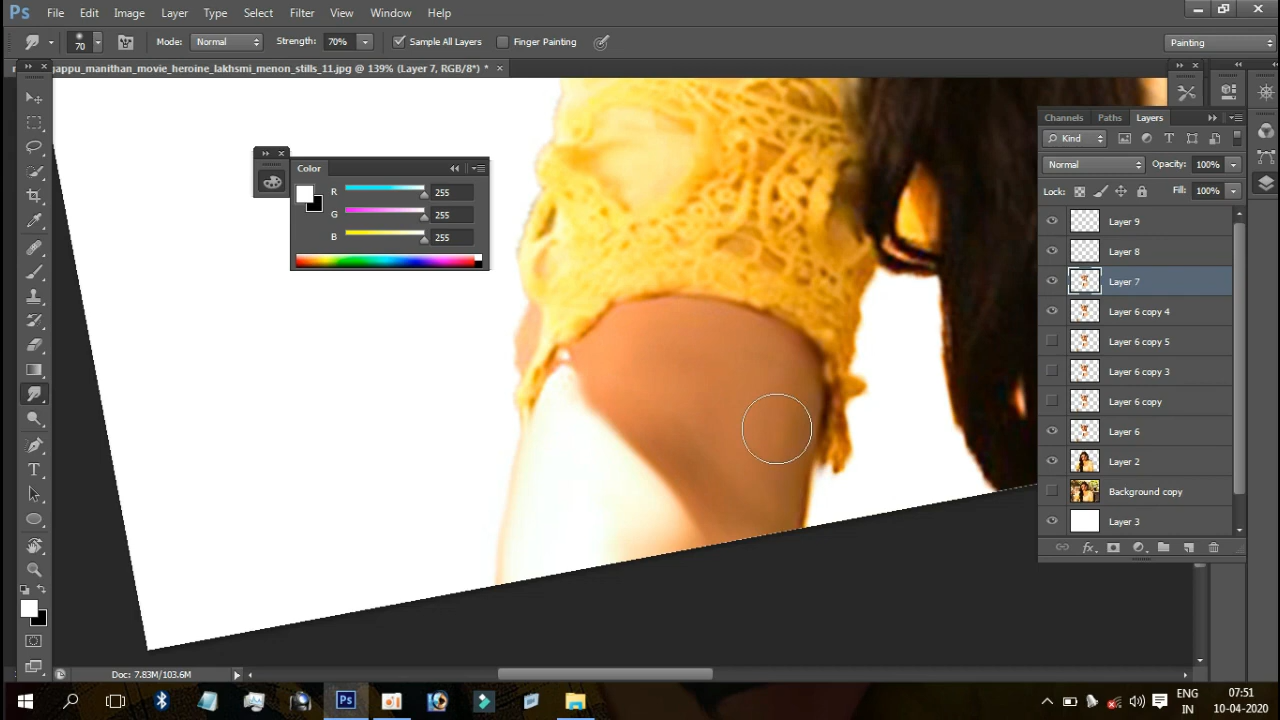 Ps File Edit Image Layer Type Select Filter View Window Help
70 Mode: Normal Strength: 70% Sample All Layers Finger Painting Painting
gappu_manithan_movie_heroine_lakhsmi_menon_stills_11.jpg @ 139% (Layer 7, RGB/8*) * ×
Channels Paths Layers
Kind
Normal Opacity: 100%
Lock: Fill: 100%
Color
R 255
G 255
B 255
Layer 9
Layer 8
Layer 7
Layer 6 copy 4
Layer 6 copy 5
Layer 6 copy 3
Layer 6 copy
Layer 6
Layer 2
Background copy
Layer 3
fx
Doc: 7.83M/103.6M
Ps
ENG 07:51
IN 10-04-2020